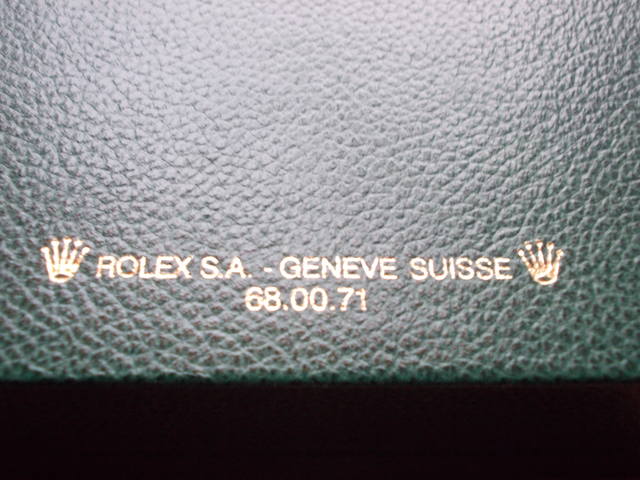 ROLEX S.A. - GENEVE SUISSE
68.00.71